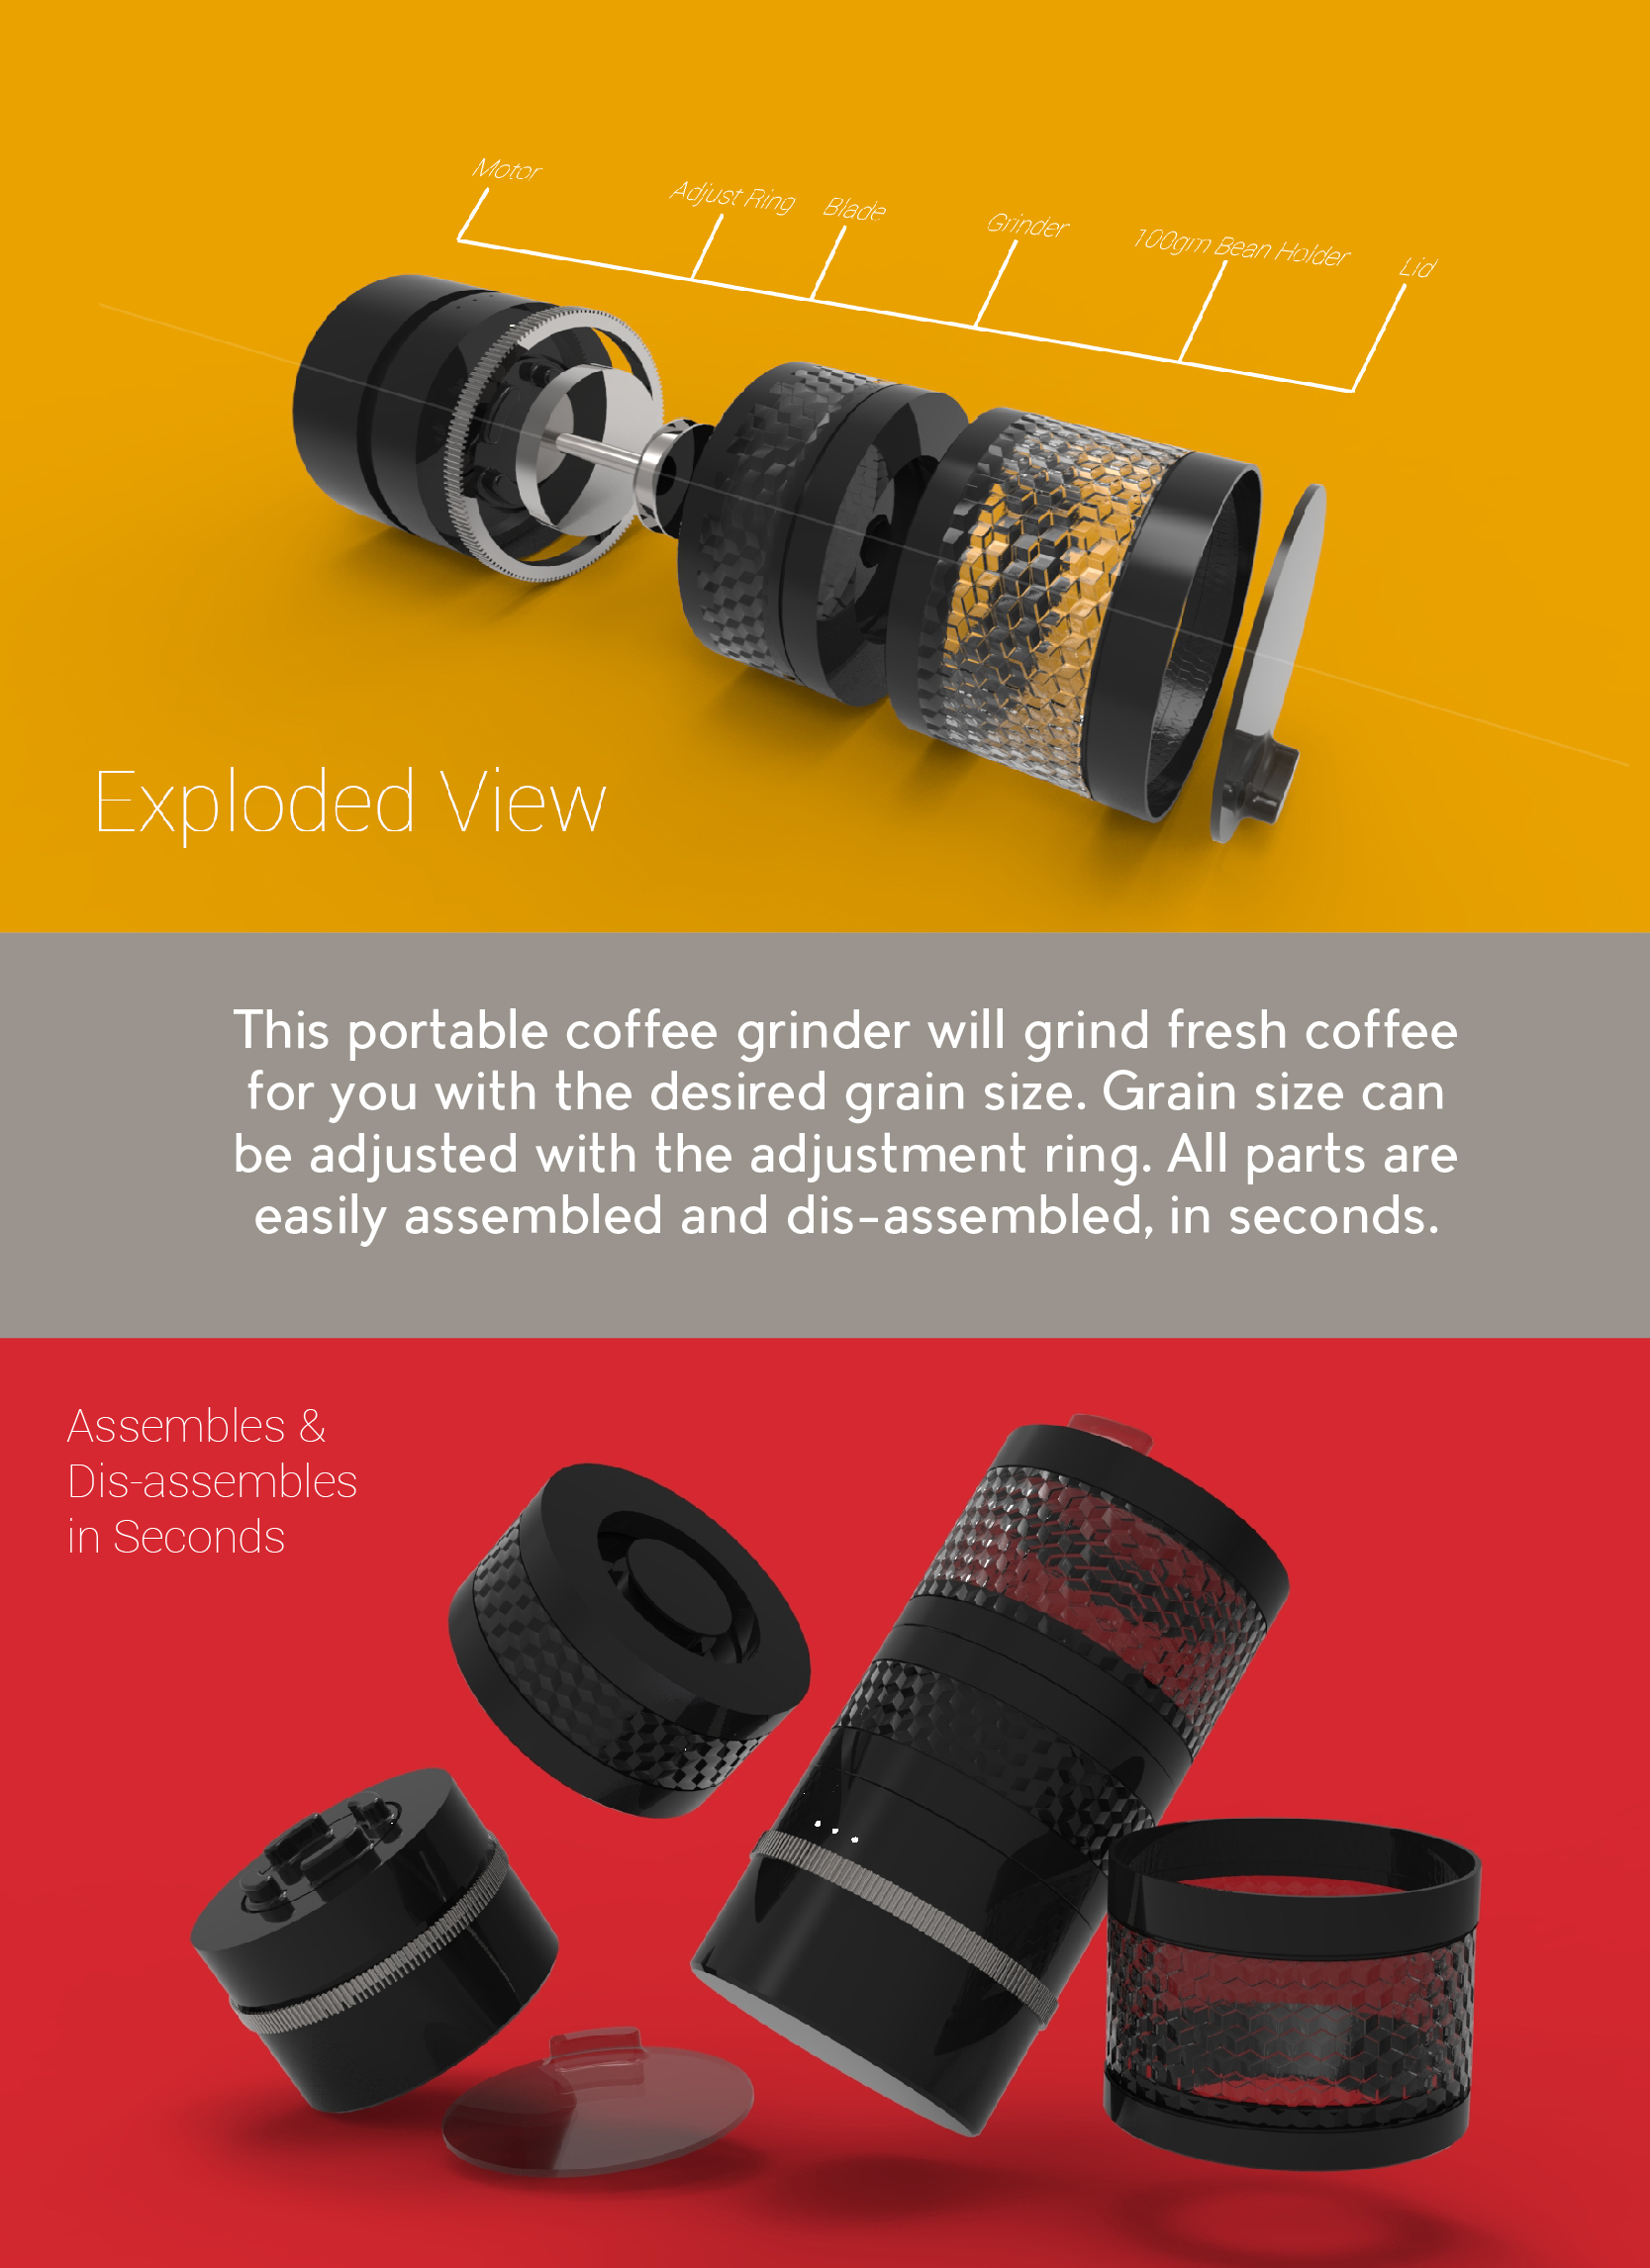 Motor
Adjust Ring
Blade
Grinder
100gm Bean Holder
Lid
Exploded View
This portable coffee grinder will grind fresh coffee
for you with the desired grain size. Grain size can
be adjusted with the adjustment ring. All parts are
easily assembled and dis-assembled, in seconds.
Assembles &
Dis-assembles
in Seconds